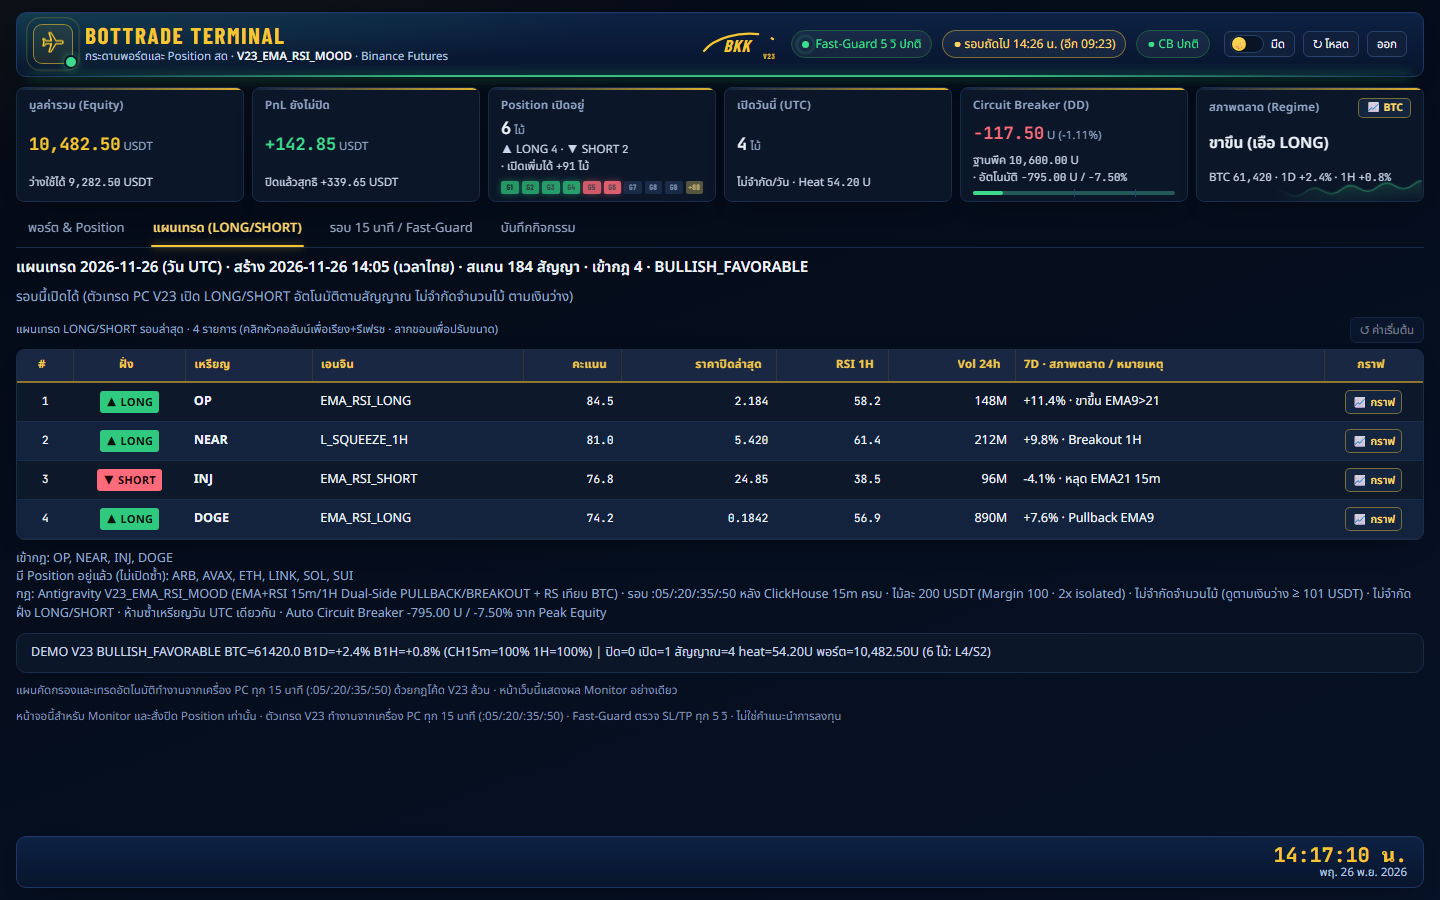 BOTTRADE TERMINAL
กระดานพอร์ตและ Position สด · V23_EMA_RSI_MOOD · Binance Futures
BKK
V23
Fast-Guard 5 วิ ปกติ
รอบถัดไป 14:26 น. (อีก 09:23)
CB ปกติ
มืด
↻ โหลด
ออก
มูลค่ารวม (Equity)
10,482.50 USDT
ว่างใช้ได้ 9,282.50 USDT
PnL ยังไม่ปิด
+142.85 USDT
ปิดแล้วสุทธิ +339.65 USDT
Position เปิดอยู่
6 ไม้
▲ LONG 4 · ▼ SHORT 2
· เปิดเพิ่มได้ +91 ไม้
G1 G2 G3 G4 G5 G6 G7 G8 G9 +88
เปิดวันนี้ (UTC)
4 ไม้
ไม่จำกัด/วัน · Heat 54.20 U
Circuit Breaker (DD)
-117.50 U (-1.11%)
ฐานพีค 10,600.00 U
· อัตโนมัติ -795.00 U / -7.50%
สภาพตลาด (Regime)
BTC
ขาขึ้น (เอื้อ LONG)
BTC 61,420 · 1D +2.4% · 1H +0.8%
พอร์ต & Position
แผนเทรด (LONG/SHORT)
รอบ 15 นาที / Fast-Guard
บันทึกกิจกรรม
แผนเทรด 2026-11-26 (วัน UTC) · สร้าง 2026-11-26 14:05 (เวลาไทย) · สแกน 184 สัญญา · เข้ากฎ 4 · BULLISH_FAVORABLE
รอบนี้เปิดได้ (ตัวเทรด PC V23 เปิด LONG/SHORT อัตโนมัติตามสัญญาณ ไม่จำกัดจำนวนไม้ ตามเงินว่าง)
แผนเทรด LONG/SHORT รอบล่าสุด · 4 รายการ (คลิกหัวคอลัมน์เพื่อเรียง+รีเฟรช · ลากขอบเพื่อปรับขนาด)
↺ ค่าเริ่มต้น
# ฝั่ง เหรียญ เอนจิน คะแนน ราคาปิดล่าสุด RSI 1H Vol 24h 7D · สภาพตลาด / หมายเหตุ กราฟ
1 ▲ LONG OP EMA_RSI_LONG 84.5 2.184 58.2 148M +11.4% · ขาขึ้น EMA9>21 กราฟ
2 ▲ LONG NEAR L_SQUEEZE_1H 81.0 5.420 61.4 212M +9.8% · Breakout 1H กราฟ
3 ▼ SHORT INJ EMA_RSI_SHORT 76.8 24.85 38.5 96M -4.1% · หลุด EMA21 15m กราฟ
4 ▲ LONG DOGE EMA_RSI_LONG 74.2 0.1842 56.9 890M +7.6% · Pullback EMA9 กราฟ
เข้ากฎ: OP, NEAR, INJ, DOGE
มี Position อยู่แล้ว (ไม่เปิดซ้ำ): ARB, AVAX, ETH, LINK, SOL, SUI
กฎ: Antigravity V23_EMA_RSI_MOOD (EMA+RSI 15m/1H Dual-Side PULLBACK/BREAKOUT + RS เทียบ BTC) · รอบ :05/:20/:35/:50 หลัง ClickHouse 15m ครบ · ไม้ละ 200 USDT (Margin 100 · 2x isolated) · ไม่จำกัดจำนวนไม้ (ดูตามเงินว่าง ≥ 101 USDT) · ไม่จำกัด
ฝั่ง LONG/SHORT · ห้ามซ้ำเหรียญวัน UTC เดียวกัน · Auto Circuit Breaker -795.00 U / -7.50% จาก Peak Equity
DEMO V23 BULLISH_FAVORABLE BTC=61420.0 B1D=+2.4% B1H=+0.8% (CH15m=100% 1H=100%) | ปิด=0 เปิด=1 สัญญาณ=4 heat=54.20U พอร์ต=10,482.50U (6 ไม้: L4/S2)
แผนคัดกรองและเทรดอัตโนมัติทำงานจากเครื่อง PC ทุก 15 นาที (:05/:20/:35/:50) ด้วยกฎโค้ด V23 ล้วน · หน้าเว็บนี้แสดงผล Monitor อย่างเดียว
หน้าจอนี้สำหรับ Monitor และสั่งปิด Position เท่านั้น · ตัวเทรด V23 ทำงานจากเครื่อง PC ทุก 15 นาที (:05/:20/:35/:50) · Fast-Guard ตรวจ SL/TP ทุก 5 วิ · ไม่ใช่คำแนะนำการลงทุน
14:17:10 น.
พฤ. 26 พ.ย. 2026